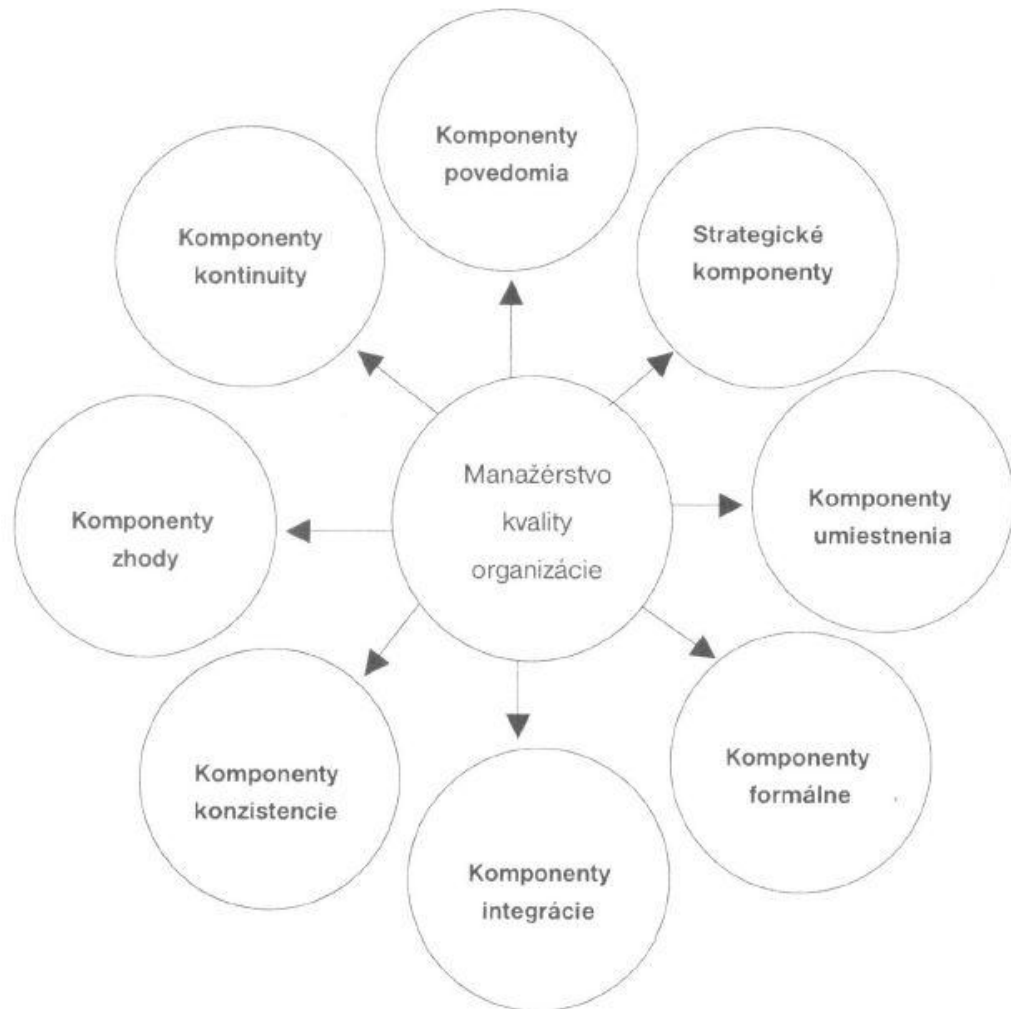 Komponenty
povedomia
Strategické
komponenty
Komponenty
umiestnenia
Komponenty
formálne
Komponenty
integrácie
Komponenty
konzistencie
Komponenty
zhody
Komponenty
kontinuity
Manažérstvo
kvality
organizácie